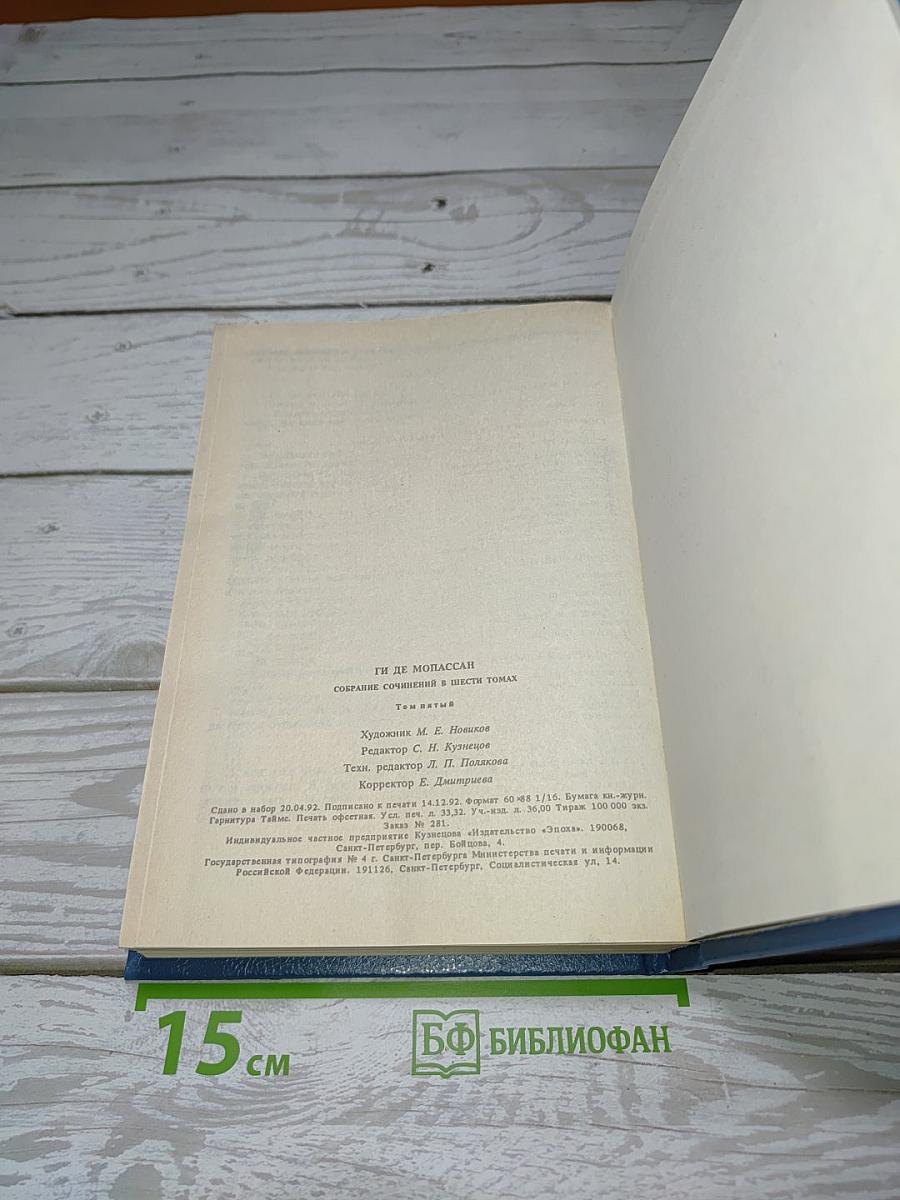 ГИ ДЕ МОПАССАН
СОБРАНИЕ СОЧИНЕНИЙ В ШЕСТИ ТОМАХ
Том пятый
Художник М. Е. Новиков
Редактор С. Н. Кузнецов
Техн. редактор Л. П. Полякова
Корректор Е. Дмитриева
Сдано в набор 20.04.92. Подписано к печати 14.12.92. Формат 60×88 1/16. Бумага кн.-журн.
Гарнитура Таймс. Печать офетная. Усл. печ. д. 33,32. Уч.-изд. л. 36,00 Тираж 100 000 экз.
Заказ № 281.
Индивидуальное частное предприятие Кузнецова «Издательство «Эпоха». 190068,
Санкт-Петербург, пер. Бойцова, 4.
Государственная типография № 4 г. Санкт-Петербурга Министерства печати и информации
Российской Федерации. 191126, Санкт-Петербург, Социалистическая ул, 14.
15 см
БФ БИБЛИОФАН